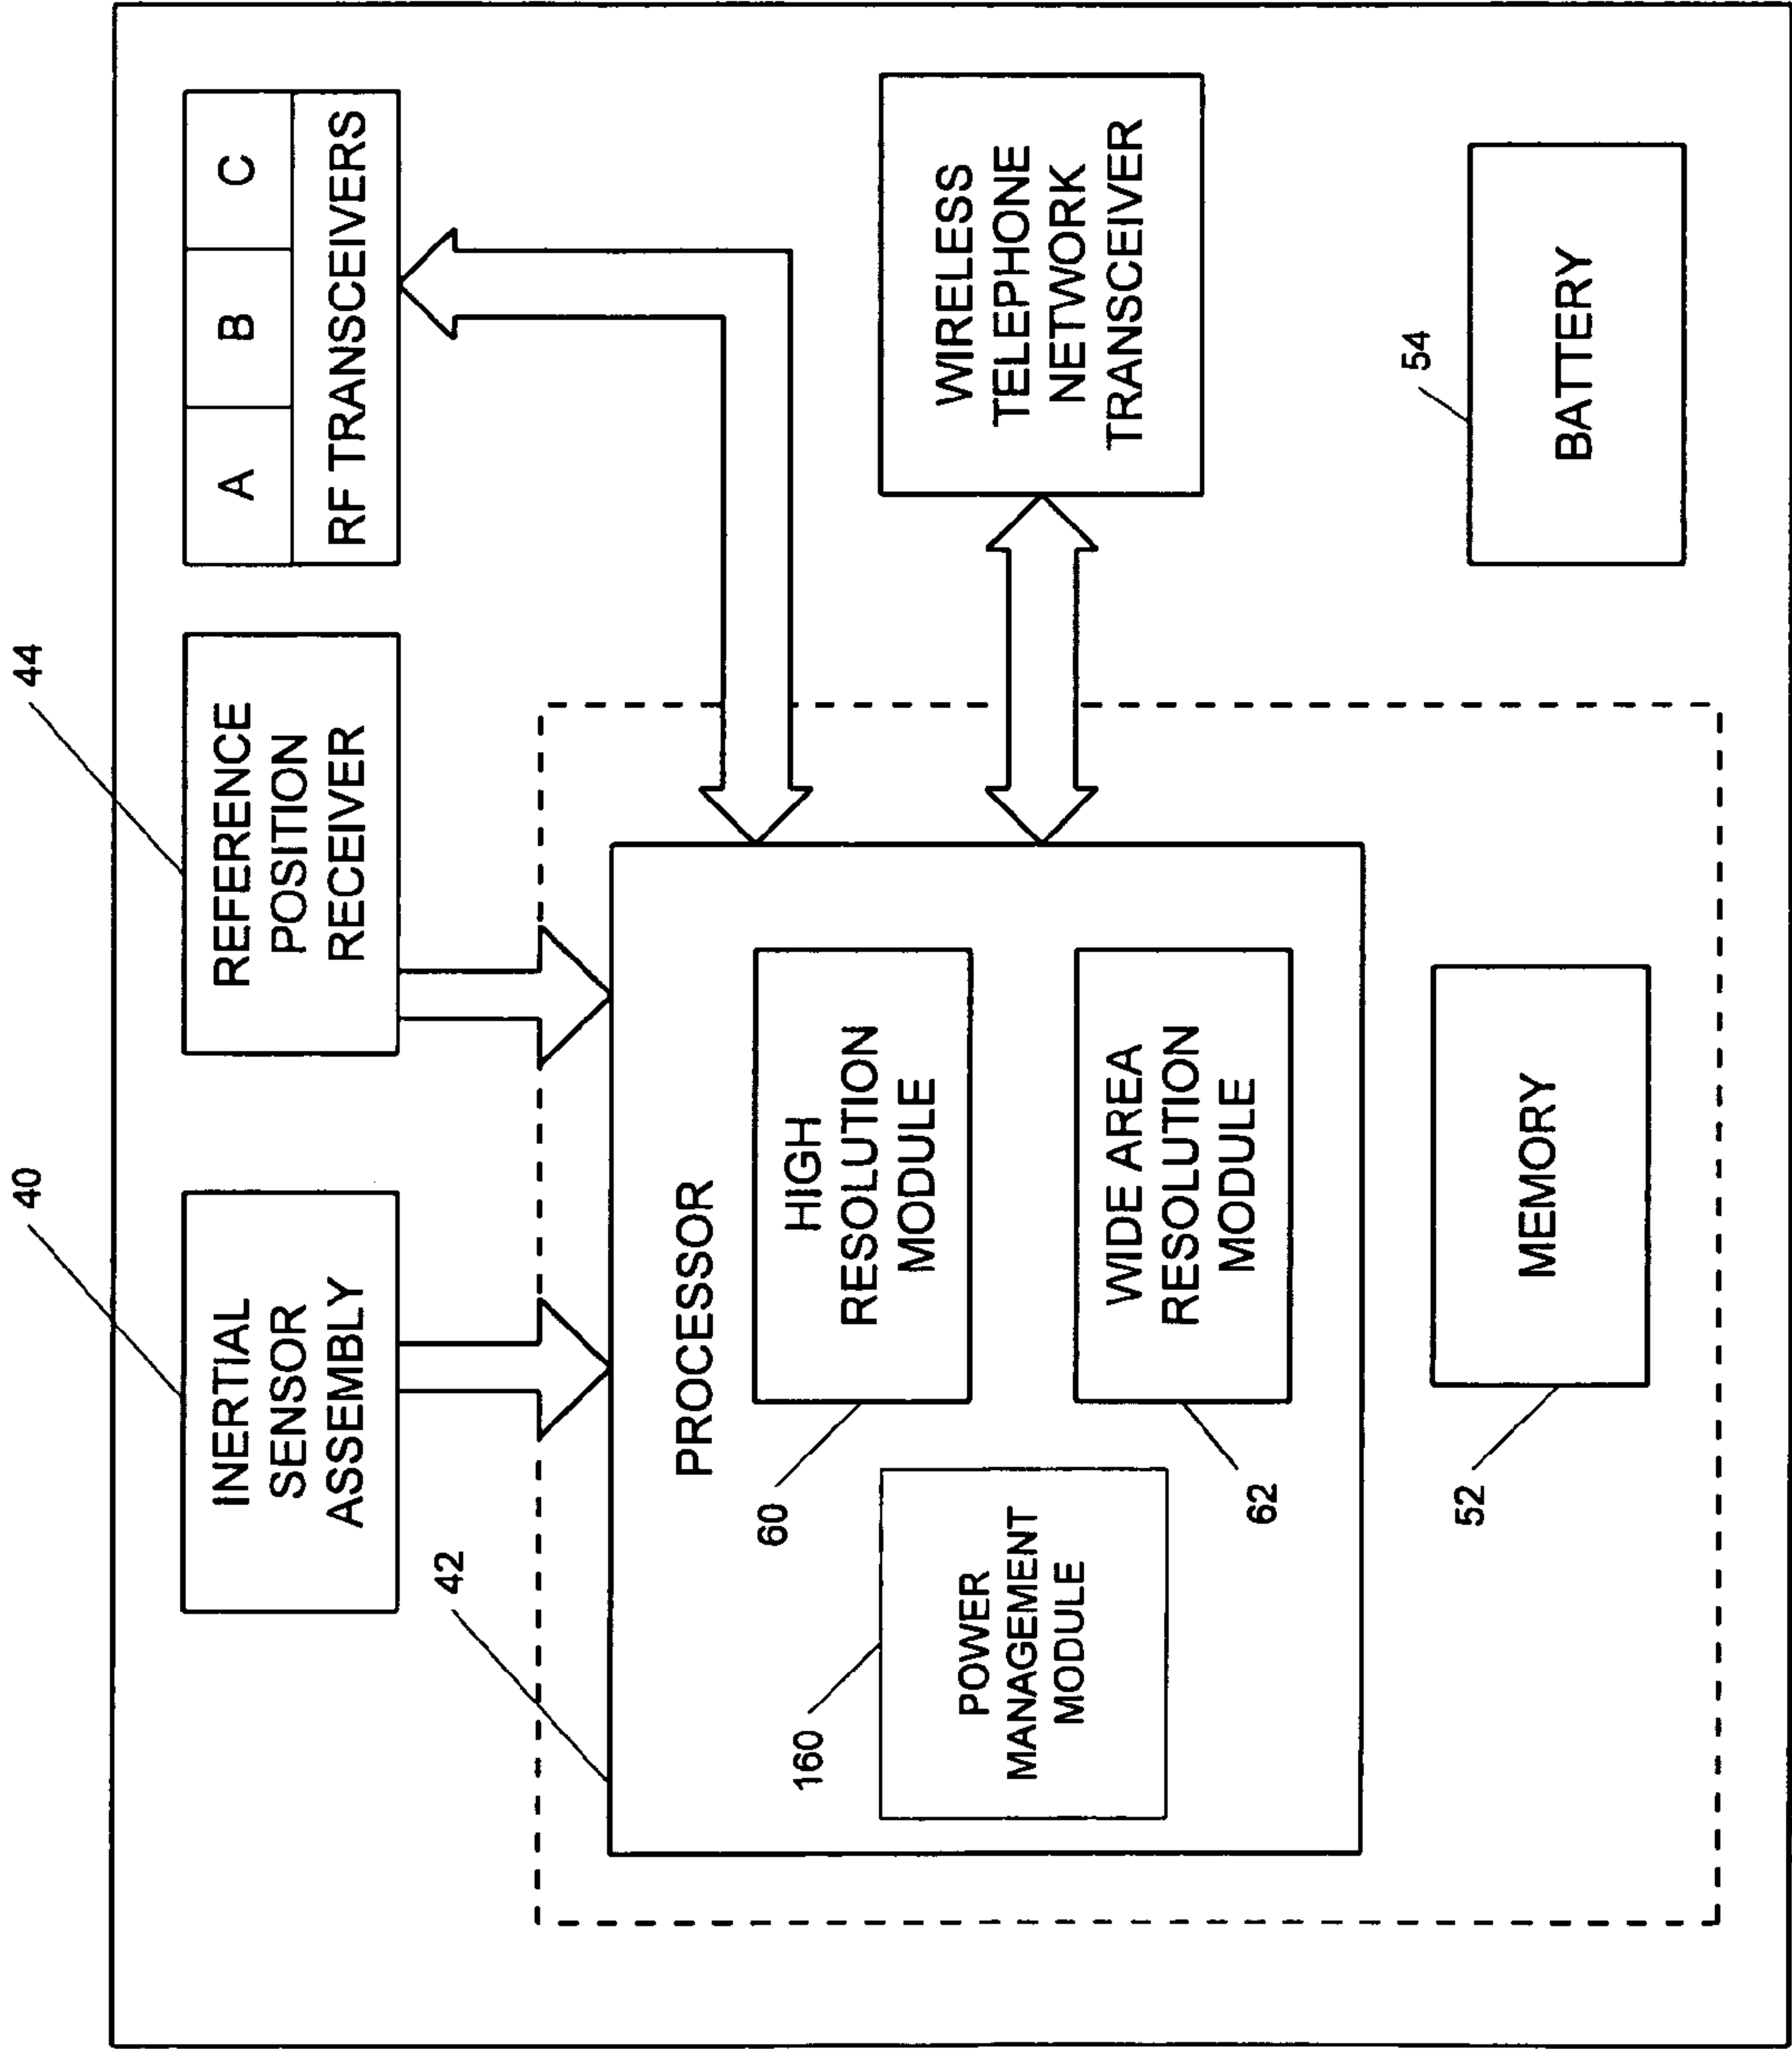 40
44
INERTIAL
SENSOR
ASSEMBLY
REFERENCE
POSITION
RECEIVER
A B C
RF TRANSCEIVERS
42
PROCESSOR
160
POWER
MANAGEMENT
MODULE
60
HIGH
RESOLUTION
MODULE
62
WIDE AREA
RESOLUTION
MODULE
WIRELESS
TELEPHONE
NETWORK
TRANSCEIVER
52
MEMORY
54
BATTERY